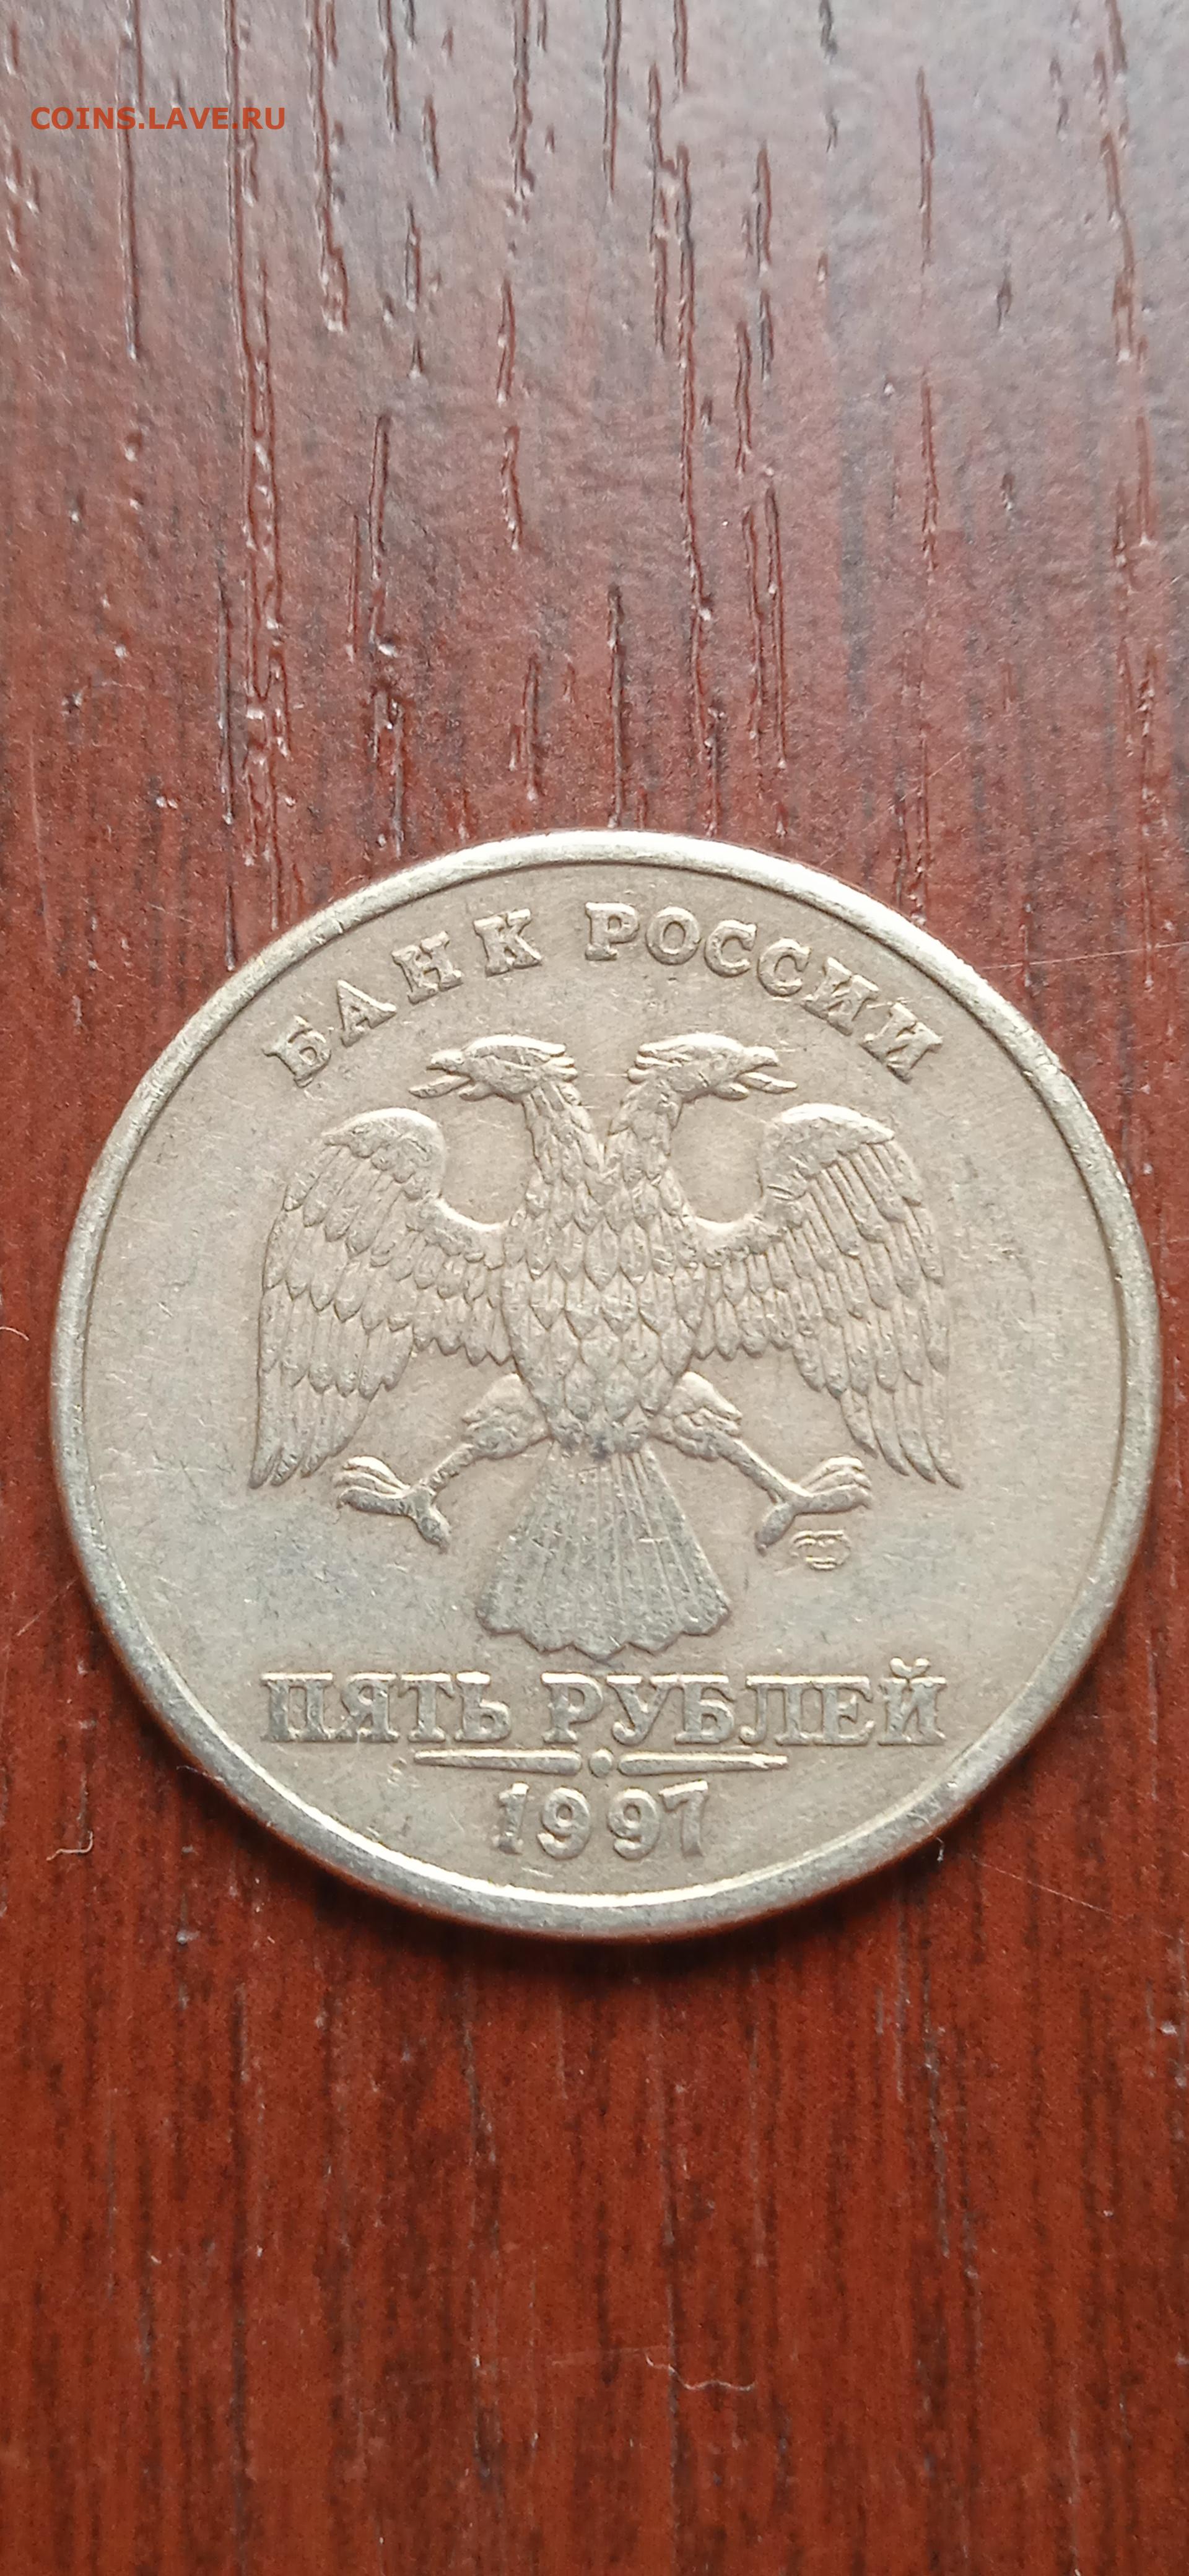 COINS.LAVE.RU
БАНК РОССИИ
ПЯТЬ РУБЛЕЙ
1997